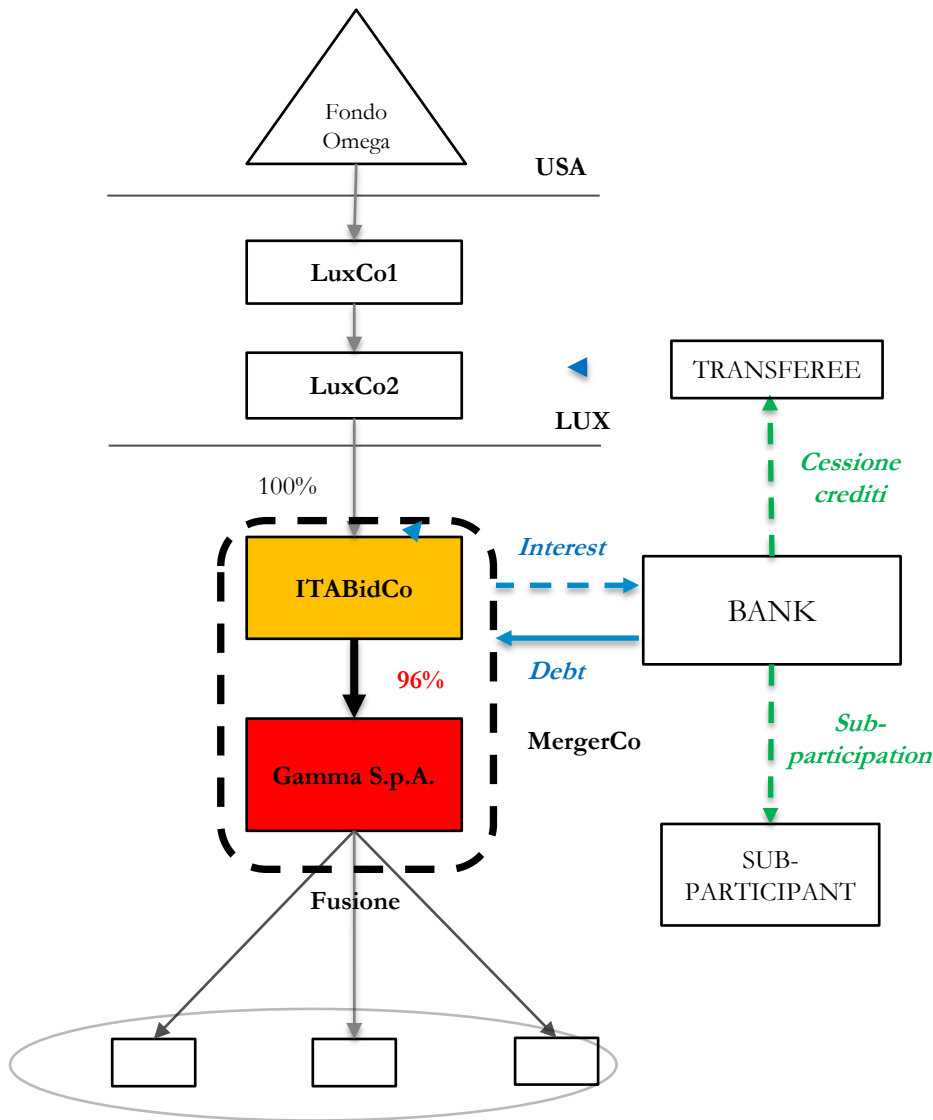 Fondo
Omega
USA
LuxCo1
LuxCo2
TRANSFEREE
LUX
Cessione
crediti
100%
Interest
ITABidCo
BANK
96%
Debt
Sub-
participation
MergerCo
Gamma S.p.A.
SUB-
PARTICIPANT
Fusione